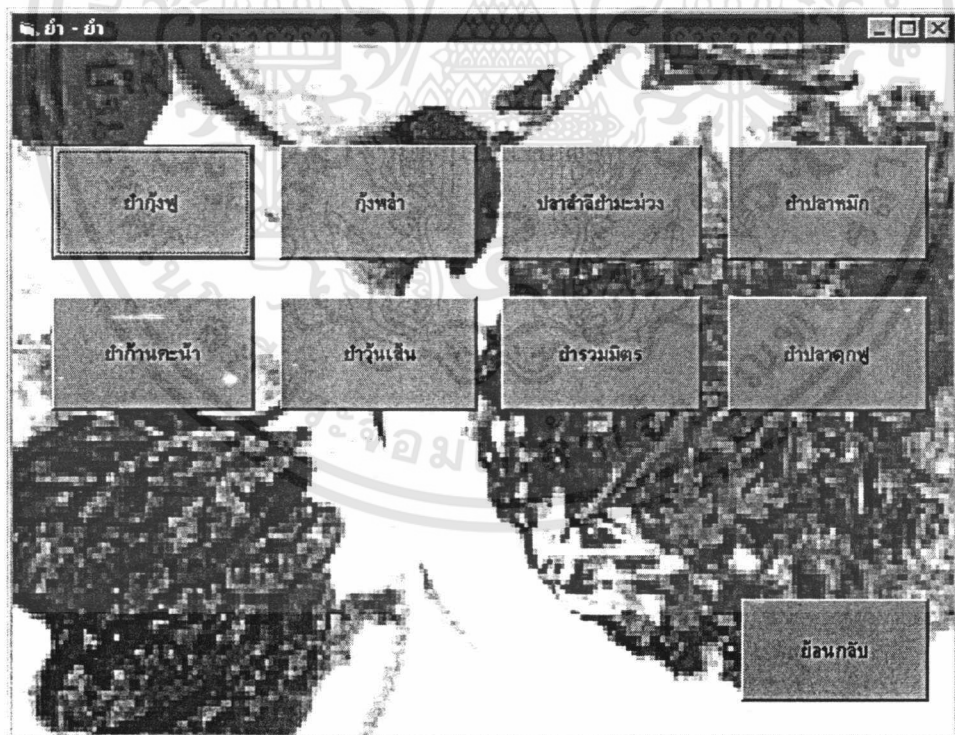 ยำ - ยำ
ยำกุ้งฟู
กุ้งพล่า
ปลาสำลียำมะม่วง
ยำปลาหมึก
ยำก้านคะน้า
ยำวุ้นเส้น
ยำรวมมิตร
ยำปลาดุกฟู
ย้อนกลับ